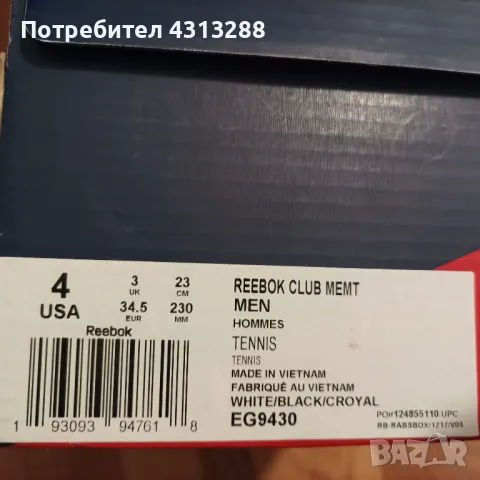 Потребител 4313288
4 USA
3 UK
23 CM
34.5 EUR
230 MM
Reebok
1 93093 94761 8
REEBOK CLUB MEMT
MEN
HOMMES
TENNIS
TENNIS
MADE IN VIETNAM
FABRIQUÉ AU VIETNAM
WHITE/BLACK/CROYAL
EG9430
PO#124855110 UPC
RB-RABSBOX/1217/V01
BAZAR